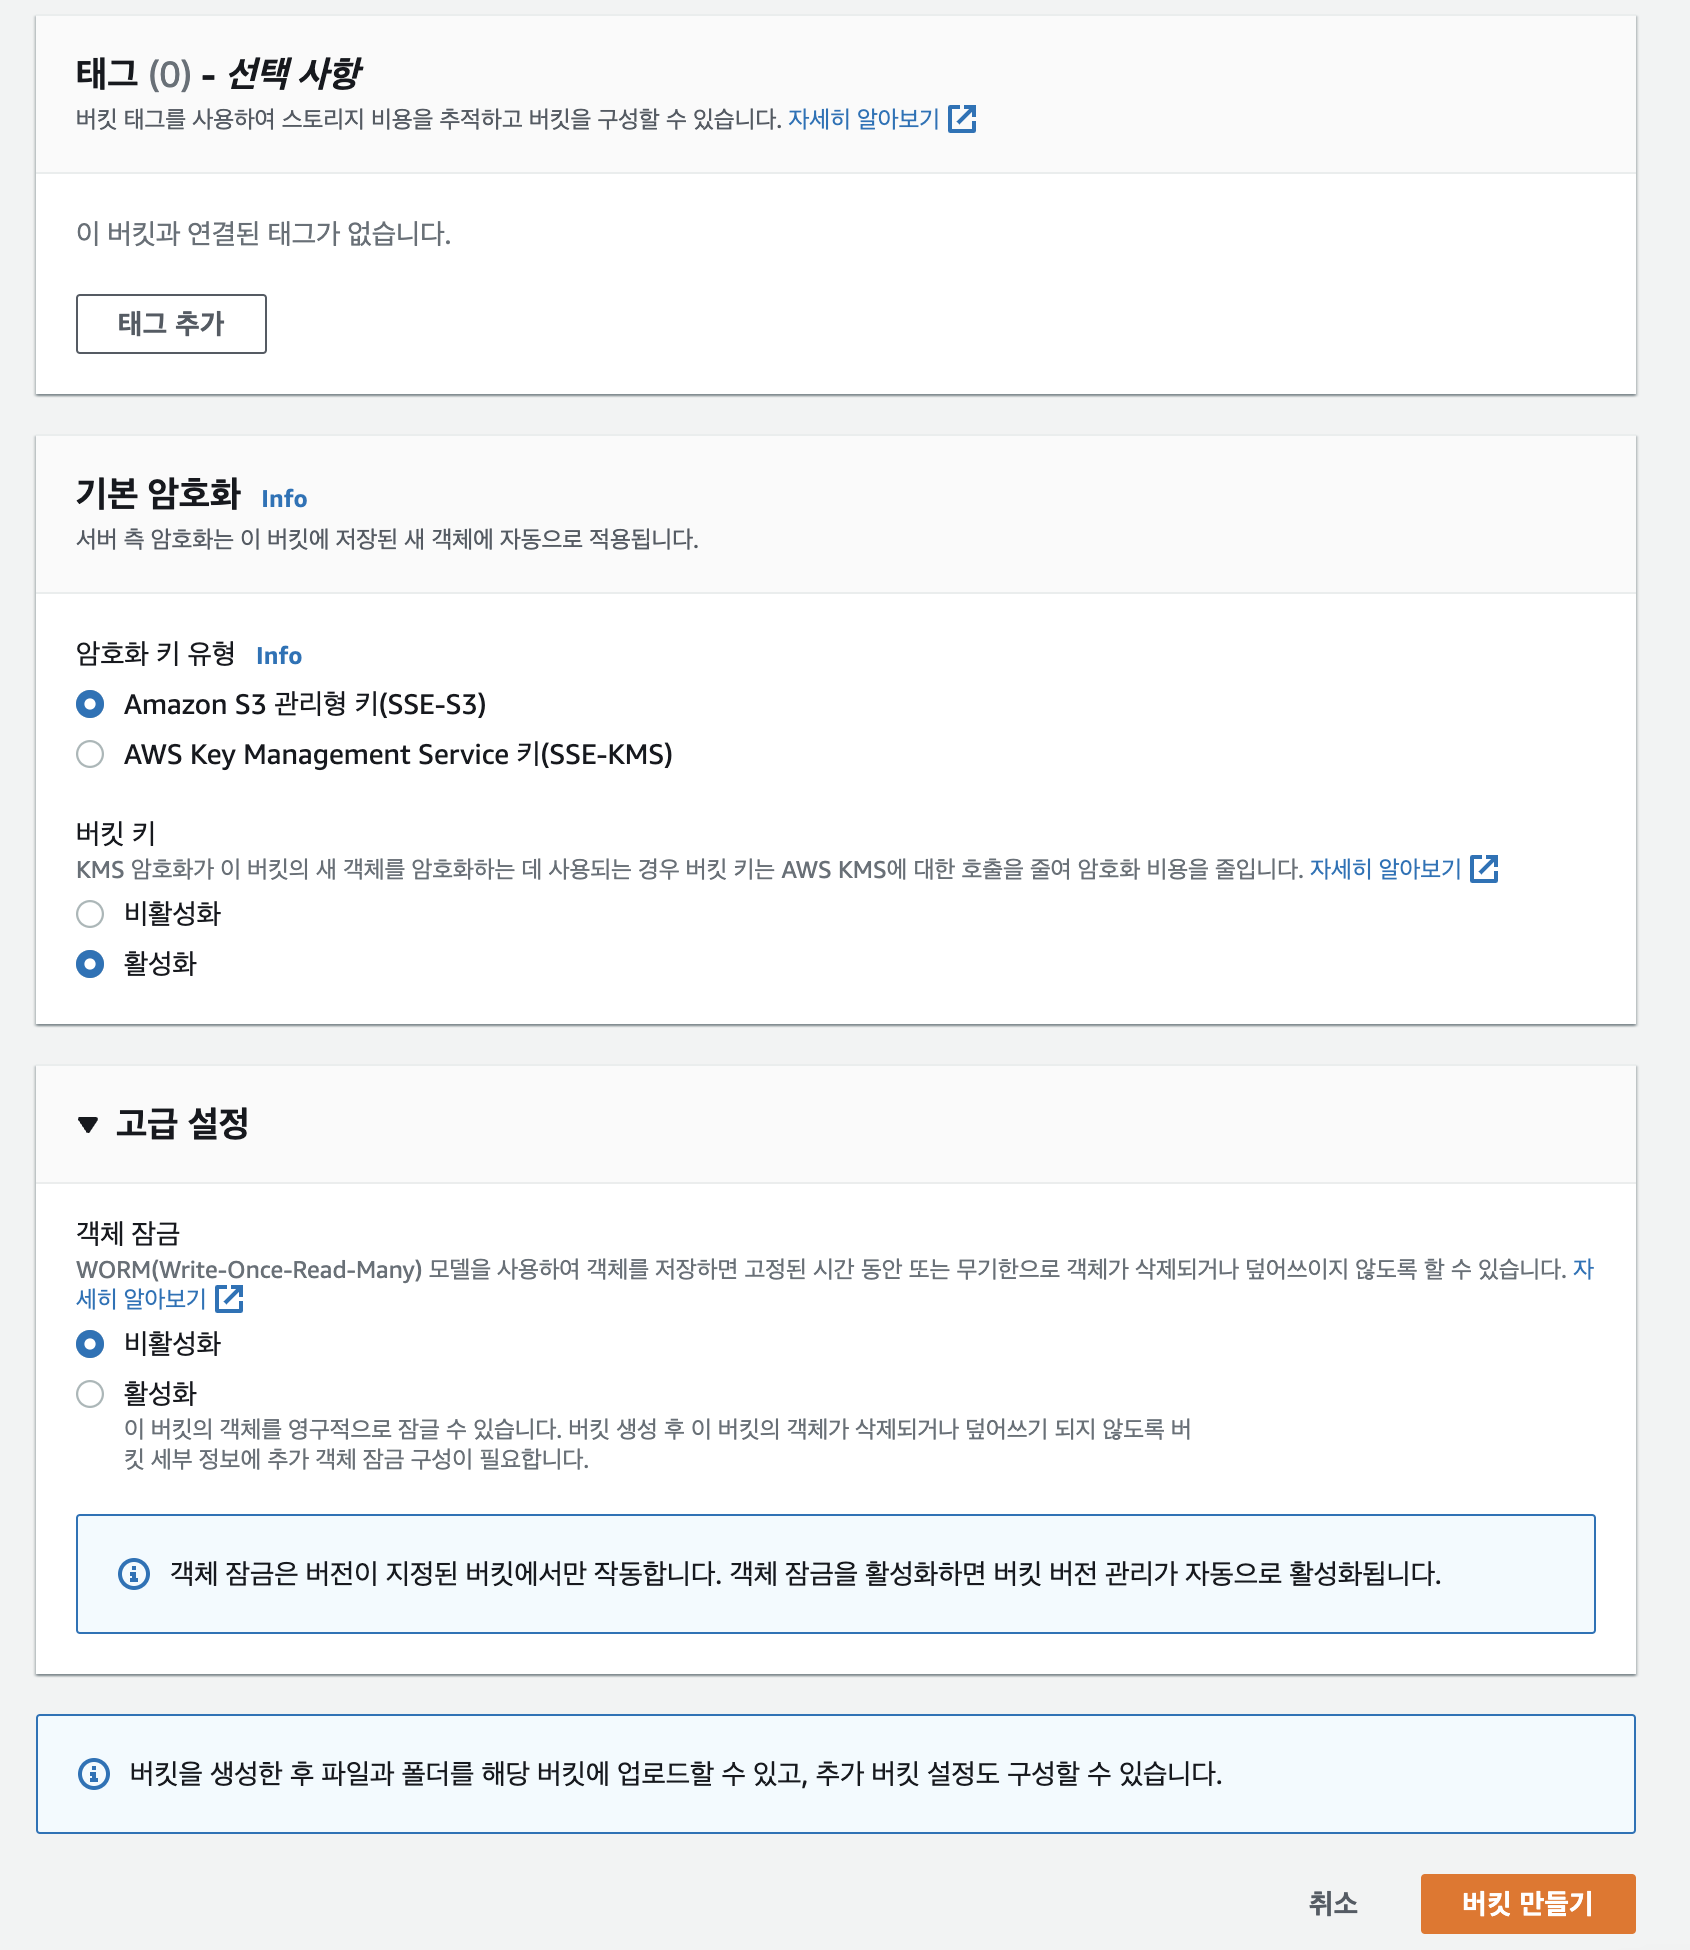 태그 (0) - 선택 사항
버킷 태그를 사용하여 스토리지 비용을 추적하고 버킷을 구성할 수 있습니다. 자세히 알아보기
이 버킷과 연결된 태그가 없습니다.
태그 추가
기본 암호화 Info
서버 측 암호화는 이 버킷에 저장된 새 객체에 자동으로 적용됩니다.
암호화 키 유형 Info
Amazon S3 관리형 키(SSE-S3)
AWS Key Management Service 키(SSE-KMS)
버킷 키
KMS 암호화가 이 버킷의 새 객체를 암호화하는 데 사용되는 경우 버킷 키는 AWS KMS에 대한 호출을 줄여 암호화 비용을 줄입니다. 자세히 알아보기
비활성화
활성화
고급 설정
객체 잠금
WORM(Write-Once-Read-Many) 모델을 사용하여 객체를 저장하면 고정된 시간 동안 또는 무기한으로 객체가 삭제되거나 덮어쓰이지 않도록 할 수 있습니다. 자
세히 알아보기
비활성화
활성화
이 버킷의 객체를 영구적으로 잠글 수 있습니다. 버킷 생성 후 이 버킷의 객체가 삭제되거나 덮어쓰기 되지 않도록 버
킷 세부 정보에 추가 객체 잠금 구성이 필요합니다.
객체 잠금은 버전이 지정된 버킷에서만 작동합니다. 객체 잠금을 활성화하면 버킷 버전 관리가 자동으로 활성화됩니다.
버킷을 생성한 후 파일과 폴더를 해당 버킷에 업로드할 수 있고, 추가 버킷 설정도 구성할 수 있습니다.
취소
버킷 만들기